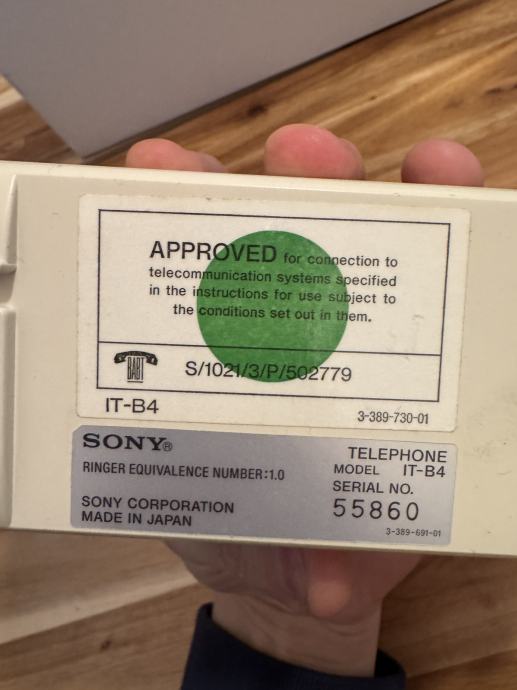 APPROVED for connection to
telecommunication systems specified
in the instructions for use subject to
the conditions set out in them.
BABT
S/1021/3/P/502779
IT-B4
3-389-730-01
SONY®
RINGER EQUIVALENCE NUMBER:1.0
SONY CORPORATION
MADE IN JAPAN
TELEPHONE
MODEL IT-B4
SERIAL NO.
55860
3-389-691-01